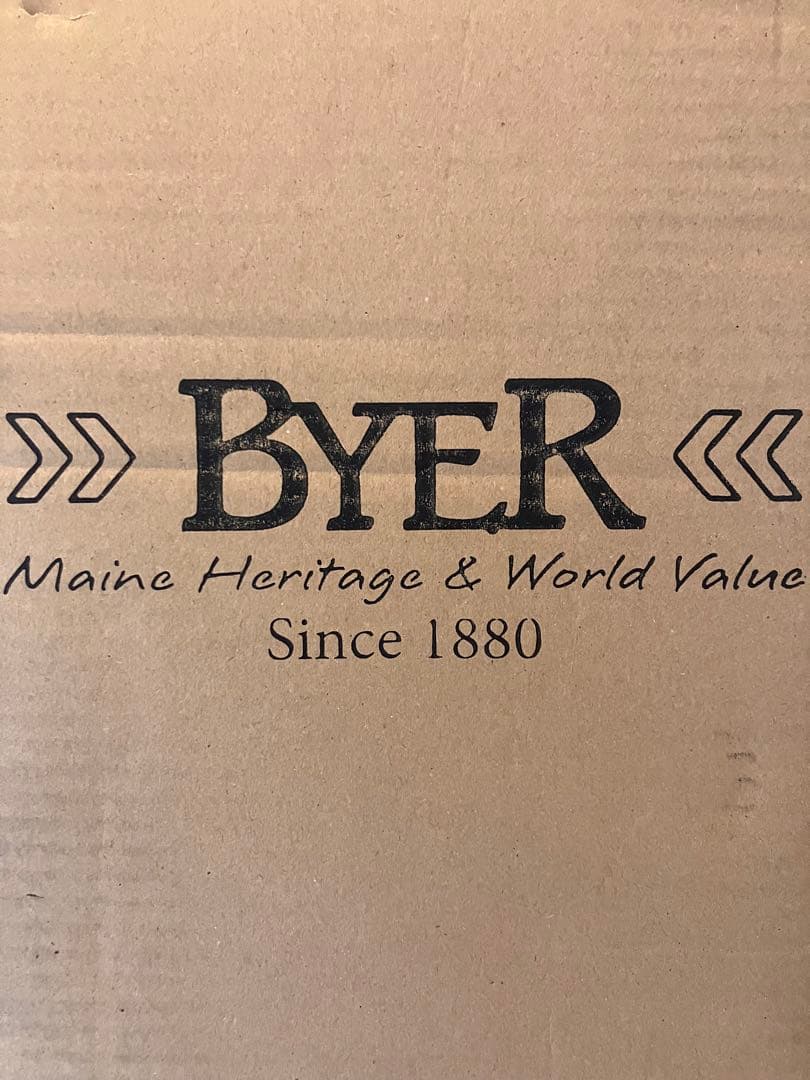 BYER
Maine Heritage & World Value
Since 1880